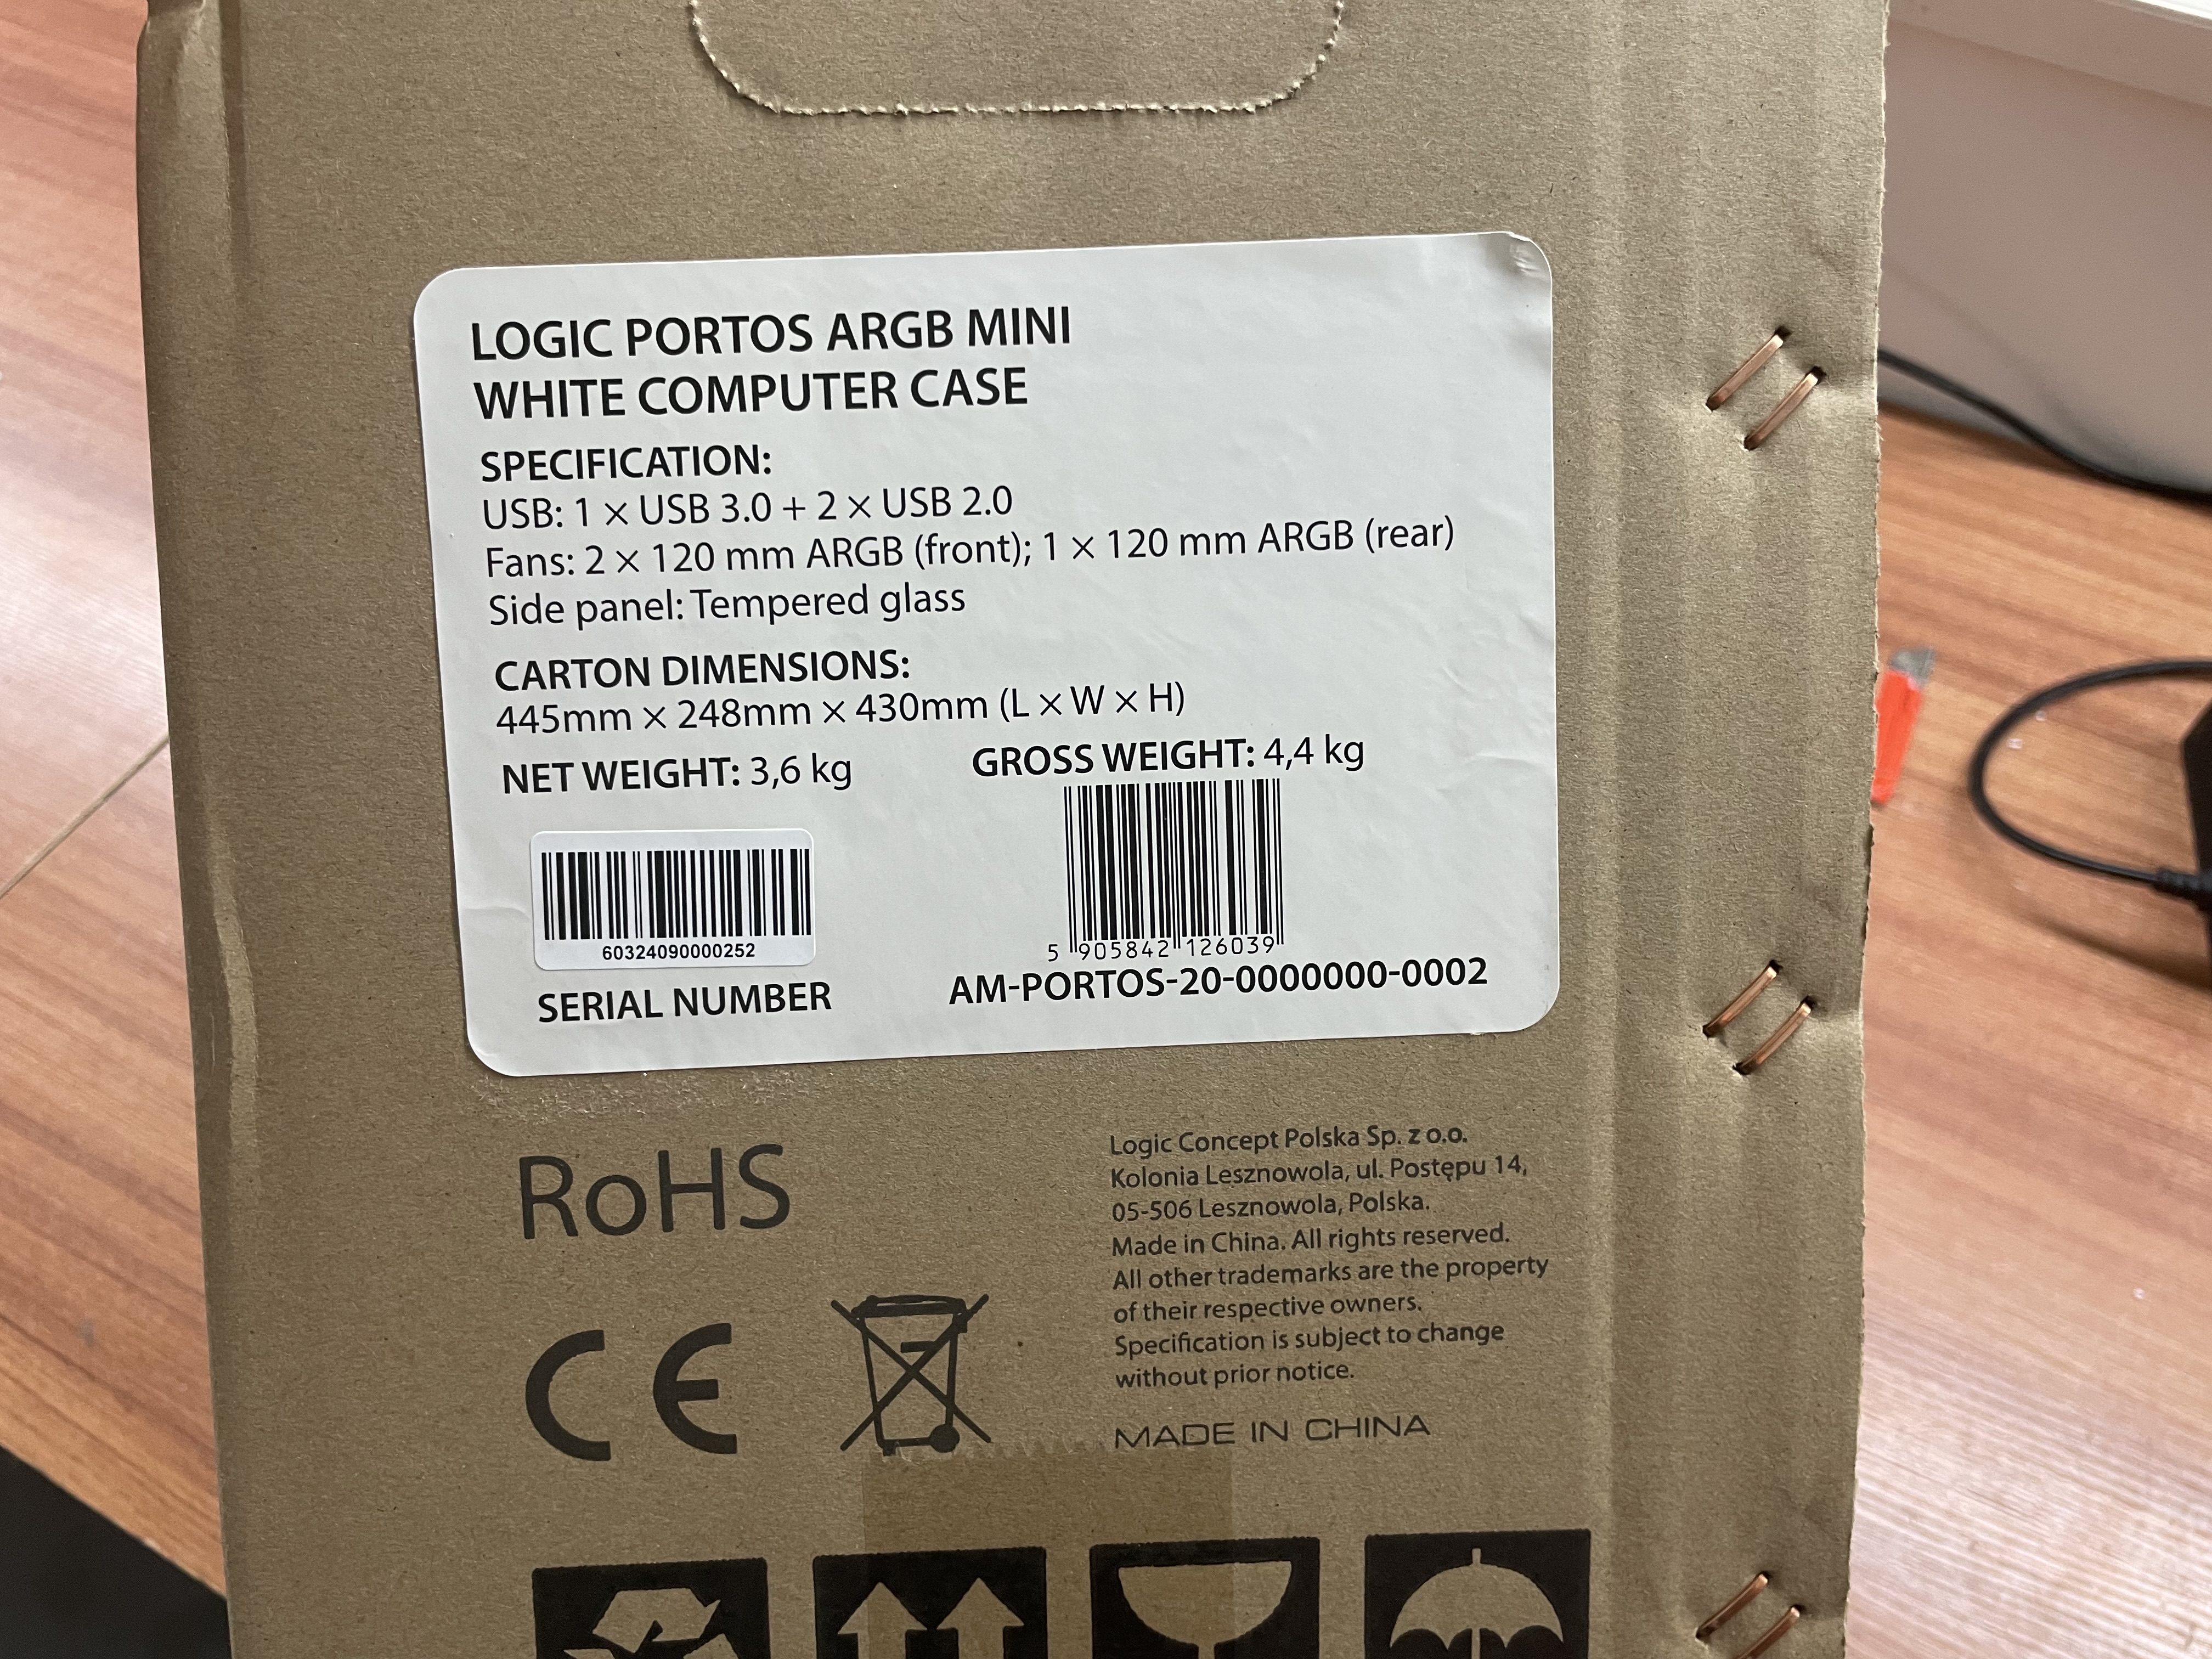 LOGIC PORTOS ARGB MINI
WHITE COMPUTER CASE
SPECIFICATION:
USB: 1 × USB 3.0 + 2 × USB 2.0
Fans: 2 × 120 mm ARGB (front); 1 × 120 mm ARGB (rear)
Side panel: Tempered glass
CARTON DIMENSIONS:
445mm × 248mm × 430mm (L × W × H)
NET WEIGHT: 3,6 kg
GROSS WEIGHT: 4,4 kg
60324090000252
SERIAL NUMBER
5 905842 126039
AM-PORTOS-20-0000000-0002
RoHS
CE
Logic Concept Polska Sp. z o.o.
Kolonia Lesznowola, ul. Postępu 14,
05-506 Lesznowola, Polska.
Made in China. All rights reserved.
All other trademarks are the property
of their respective owners.
Specification is subject to change
without prior notice.
MADE IN CHINA